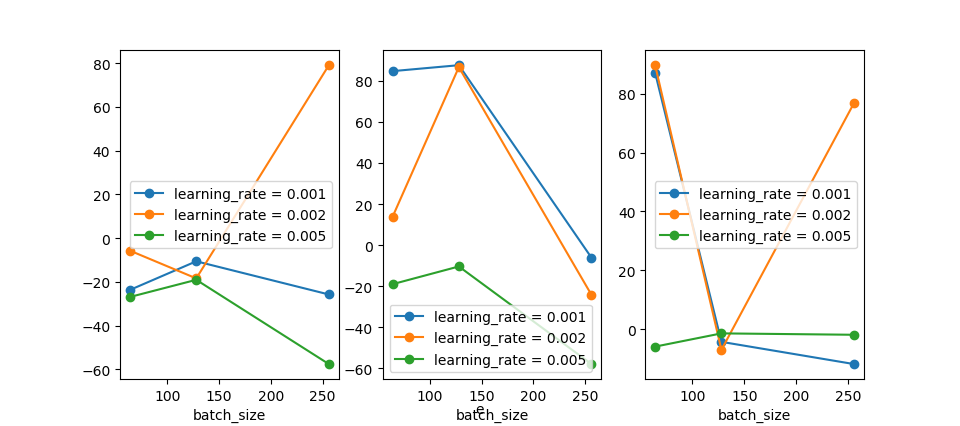 80
60
40
20
0
−20
−40
−60
learning_rate = 0.001
learning_rate = 0.002
learning_rate = 0.005
100 150 200 250
batch_size
80
60
40
20
0
−20
−40
−60
learning_rate = 0.001
learning_rate = 0.002
learning_rate = 0.005
100 150 200 250
e
batch_size
80
60
40
20
0
learning_rate = 0.001
learning_rate = 0.002
learning_rate = 0.005
100 150 200 250
batch_size